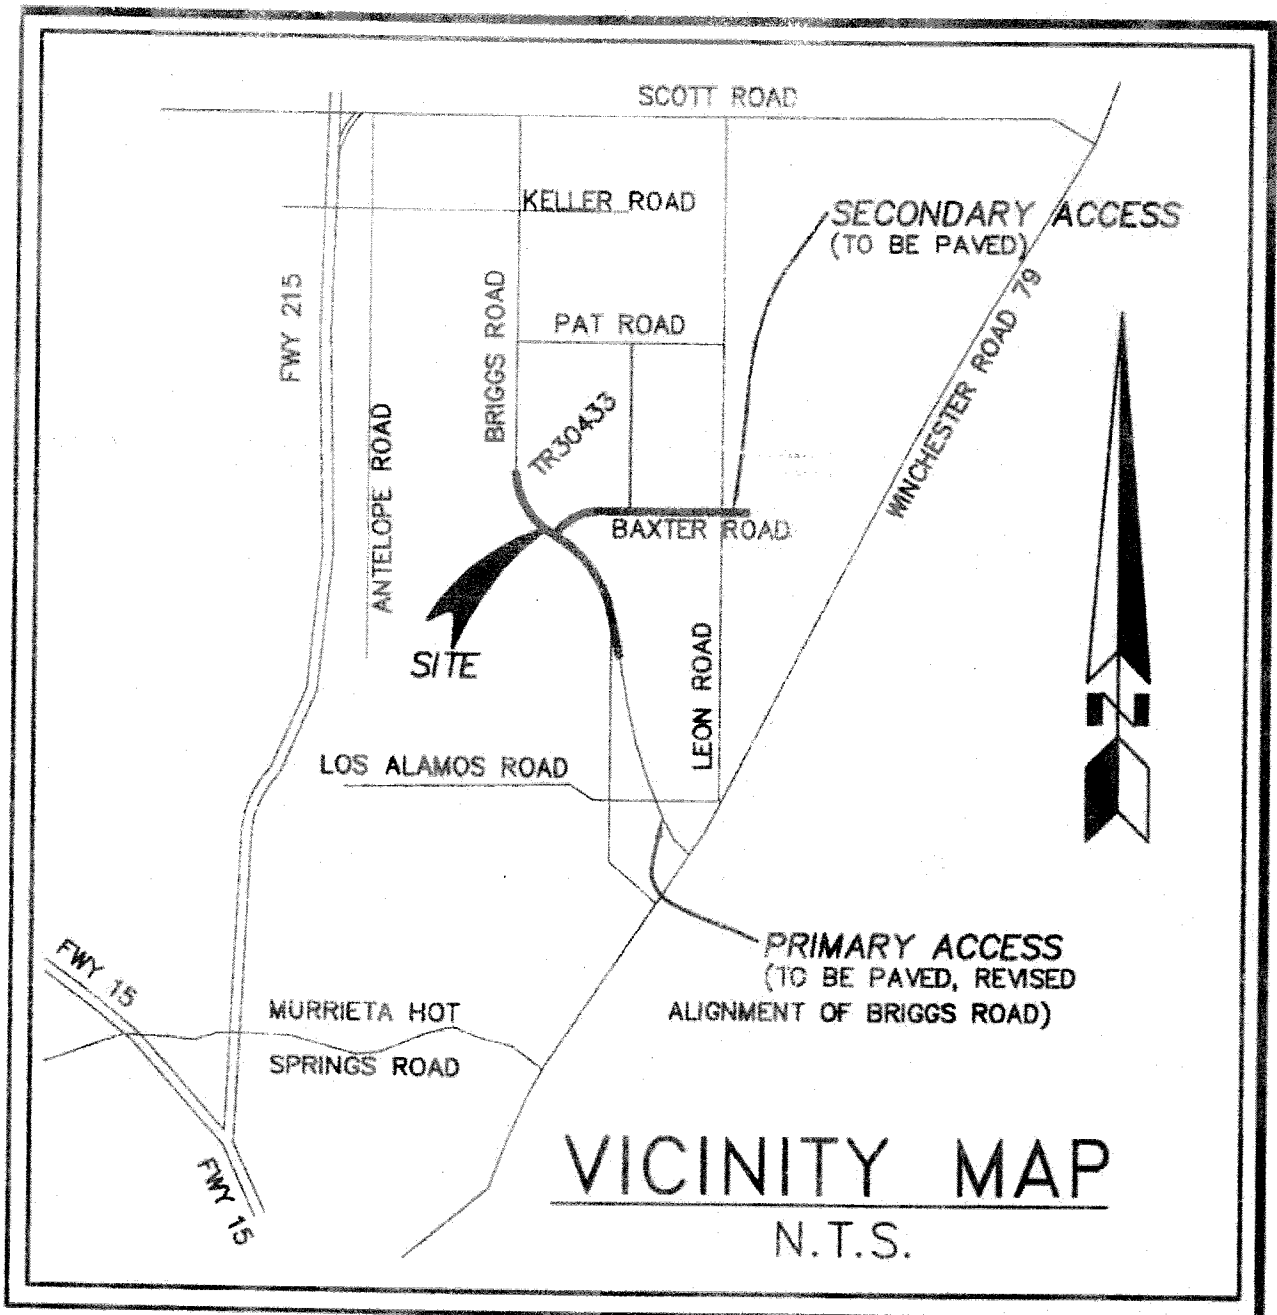 SCOTT ROAD
KELLER ROAD
SECONDARY ACCESS
(TO BE PAVED)
FWY 215
BRIGGS ROAD
PAT ROAD
WINCHESTER ROAD 79
ANTELOPE ROAD
TR30433
BAXTER ROAD
SITE
LEON ROAD
N
LOS ALAMOS ROAD
PRIMARY ACCESS
(TO BE PAVED, REVISED
ALIGNMENT OF BRIGGS ROAD)
FWY 15
MURRIETA HOT
SPRINGS ROAD
FWY 15
VICINITY MAP
N.T.S.